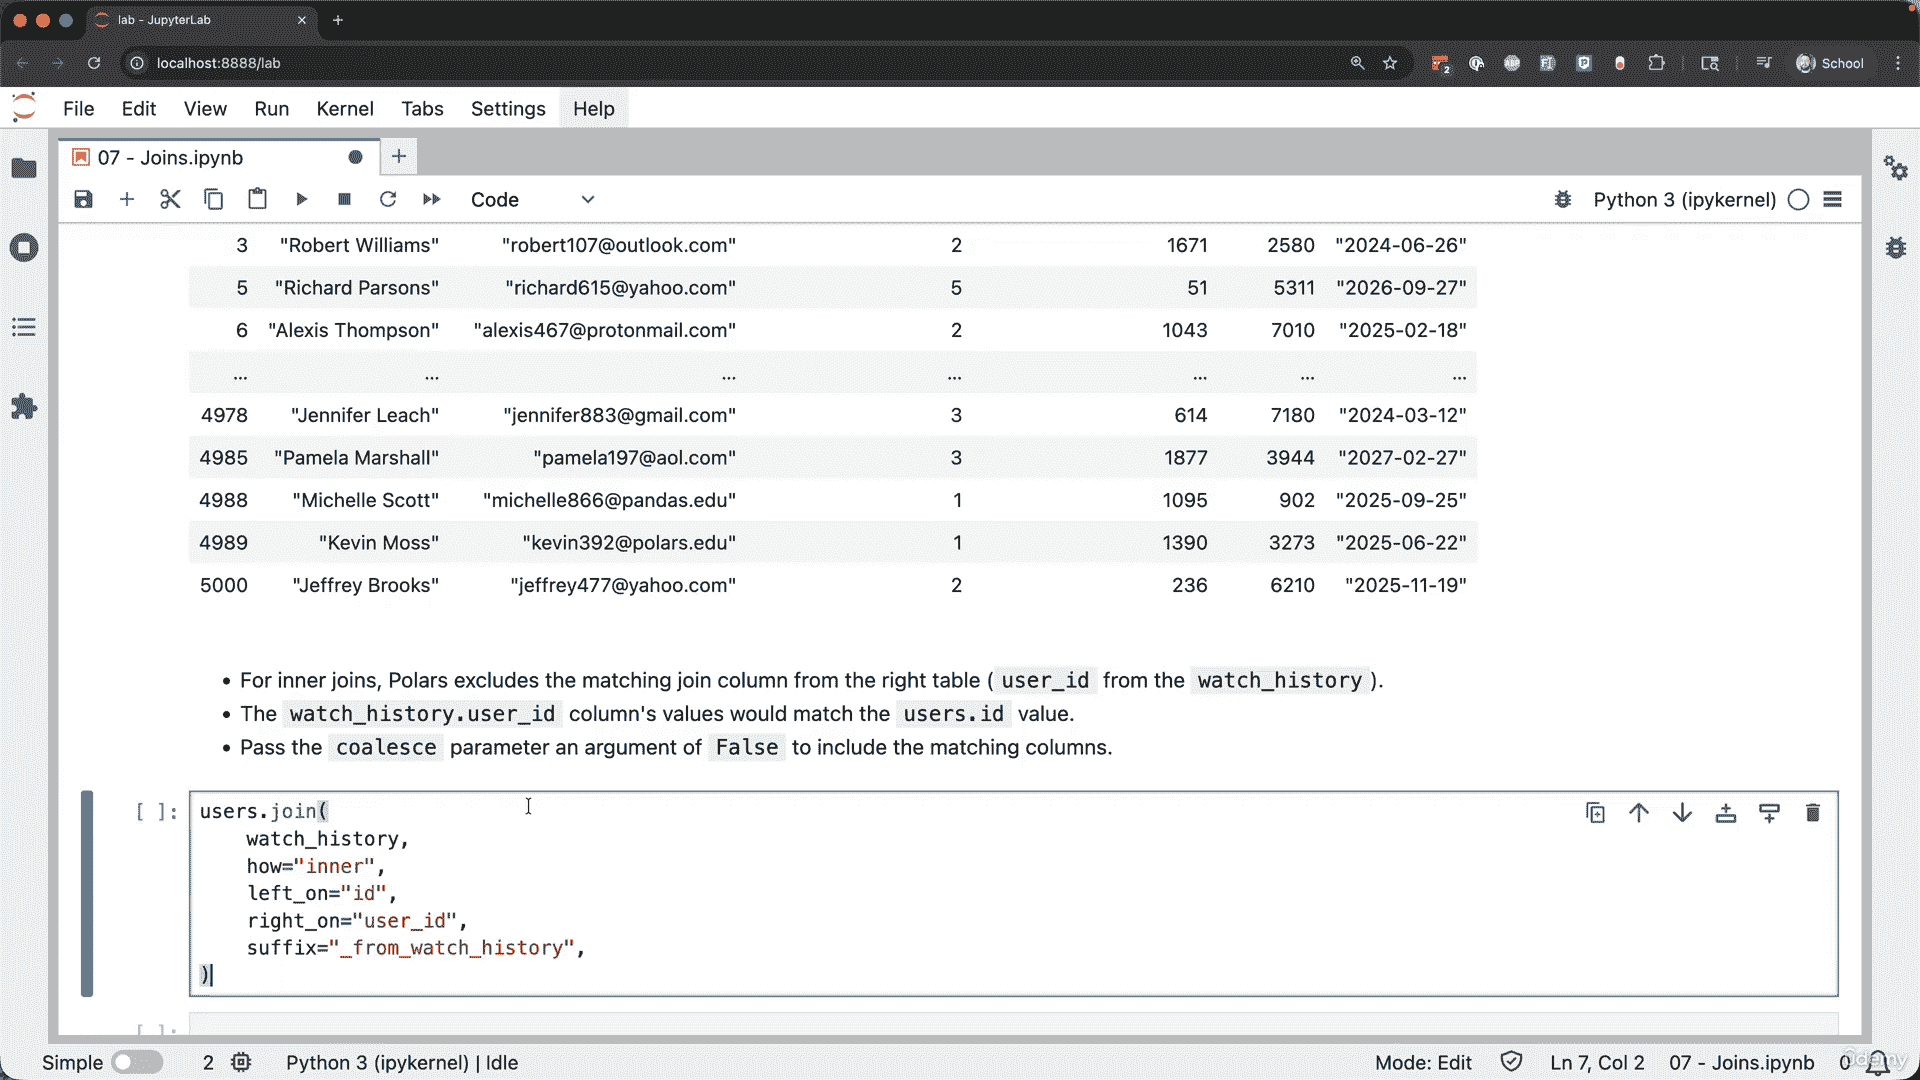 lab - JupyterLab
localhost:8888/lab
2
School
File Edit View Run Kernel Tabs Settings Help
07 - Joins.ipynb
Code
Python 3 (ipykernel)
3 "Robert Williams" "robert107@outlook.com" 2 1671 2580 "2024-06-26"
5 "Richard Parsons" "richard615@yahoo.com" 5 51 5311 "2026-09-27"
6 "Alexis Thompson" "alexis467@protonmail.com" 2 1043 7010 "2025-02-18"
… … … … … … …
4978 "Jennifer Leach" "jennifer883@gmail.com" 3 614 7180 "2024-03-12"
4985 "Pamela Marshall" "pamela197@aol.com" 3 1877 3944 "2027-02-27"
4988 "Michelle Scott" "michelle866@pandas.edu" 1 1095 902 "2025-09-25"
4989 "Kevin Moss" "kevin392@polars.edu" 1 1390 3273 "2025-06-22"
5000 "Jeffrey Brooks" "jeffrey477@yahoo.com" 2 236 6210 "2025-11-19"
• For inner joins, Polars excludes the matching join column from the right table ( user_id from the watch_history ).
• The watch_history.user_id column's values would match the users.id value.
• Pass the coalesce parameter an argument of False to include the matching columns.
[ ]: users.join(
watch_history,
how="inner",
left_on="id",
right_on="user_id",
suffix="_from_watch_history",
)
[ ]:
Simple 2 Python 3 (ipykernel) | Idle Mode: Edit Ln 7, Col 2 07 - Joins.ipynb 0
Udemy